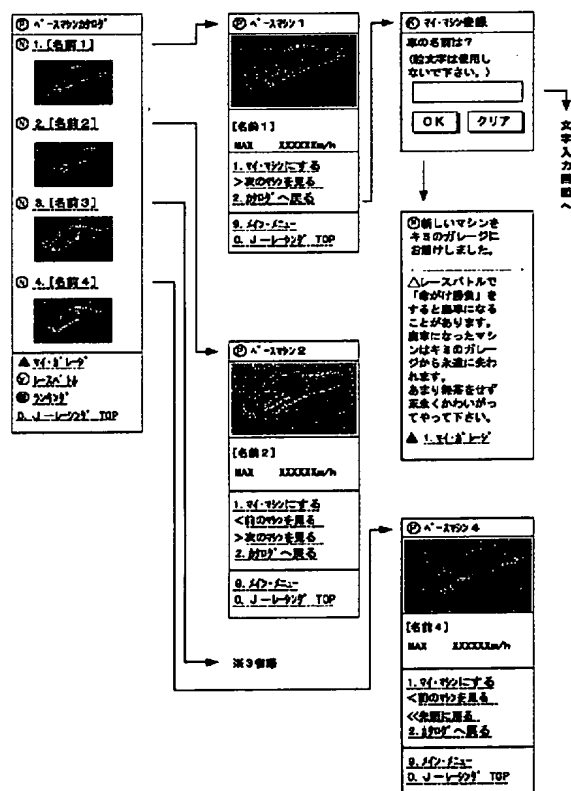 Ⓟ ﾍﾞｰｽﾏｼﾝｶﾀﾛｸﾞ
Ⓝ 1. [名前1]
Ⓝ 2. [名前2]
Ⓝ 3. [名前3]
Ⓝ 4. [名前4]
▲ ﾏｲ･ｶﾞﾚｰｼﾞ
ﾚｰｽﾊﾞﾄﾙ
ﾗﾝｷﾝｸﾞ
0. Jーﾚｰｼﾝｸﾞ TOP
Ⓟ ﾍﾞｰｽﾏｼﾝ 1
[名前1]
MAX XXXXXXm/h
1. ﾏｲ･ﾏｼﾝにする
>次のﾏｼﾝを見る
2. ｶﾀﾛｸﾞへ戻る
9. ﾒｲﾝ･ﾒﾆｭー
0. Jーﾚｰｼﾝｸﾞ TOP
Ⓟ ﾍﾞｰｽﾏｼﾝ 2
[名前2]
MAX XXXXXXm/h
1. ﾏｲ･ﾏｼﾝにする
<前のﾏｼﾝを見る
>次のﾏｼﾝを見る
2. ｶﾀﾛｸﾞへ戻る
9. ﾒｲﾝ･ﾒﾆｭー
0. Jーﾚｰｼﾝｸﾞ TOP
※3省略
ﾏｲ･ﾏｼﾝ登録
車の名前は?
(絵文字は使用し
ないで下さい。)
OK クリア
文字入力画面へ
Ⓟ新しいマシンを
キミのガレージに
お届けしました。
△レースバトルで
「命がけ勝負」を
すると廃車になる
ことがあります。
廃車になったマシ
ンはキミのガレー
ジから永遠に失わ
れます。
あまり無茶をせず
末永くかわいがっ
てやって下さい。
▲ 1. ﾏｲ･ｶﾞﾚｰｼﾞ
Ⓟ ﾍﾞｰｽﾏｼﾝ 4
[名前4]
MAX XXXXXXm/h
1. ﾏｲ･ﾏｼﾝにする
<前のﾏｼﾝを見る
<<先頭に戻る
2. ｶﾀﾛｸﾞへ戻る
9. ﾒｲﾝ･ﾒﾆｭー
0. Jーﾚｰｼﾝｸﾞ TOP